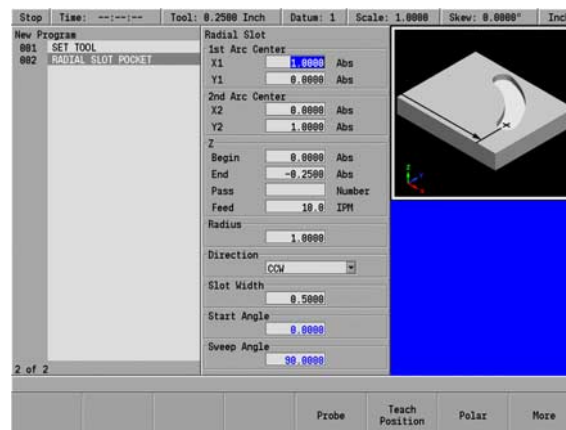 Stop Time: --:--:-- Tool: 0.2500 Inch Datum: 1 Scale: 1.0000 Skew: 0.0000° Inc
New Program
001 SET TOOL
002 RADIAL SLOT POCKET
2 of 2
Radial Slot
1st Arc Center
X1 1.0000 Abs
Y1 0.0000 Abs
2nd Arc Center
X2 0.0000 Abs
Y2 1.0000 Abs
Z
Begin 0.0000 Abs
End -0.2500 Abs
Pass Number
Feed 10.0 IPM
Radius
1.0000
Direction
CCW
Slot Width
0.5000
Start Angle
0.0000
Sweep Angle
90.0000
Probe Teach Position Polar More